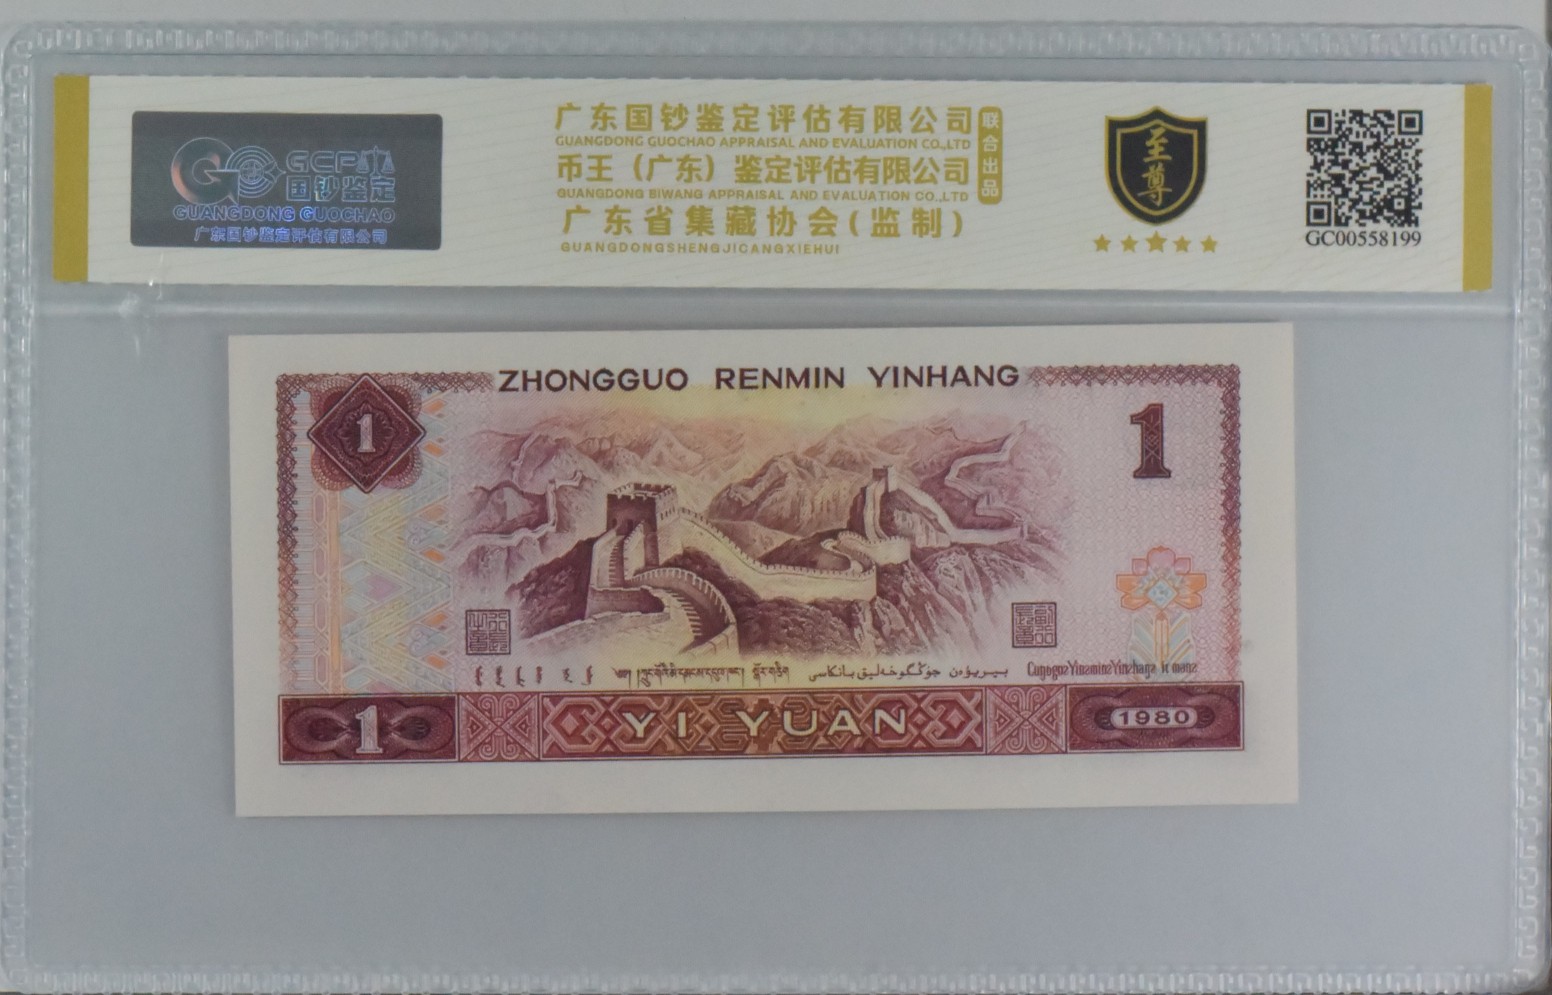 GCP
国钞鉴定
GUANGDONG GUOCHAO
广东国钞鉴定评估有限公司
广东国钞鉴定评估有限公司
GUANGDONG GUOCHAO APPRAISAL AND EVALUATION CO.,LTD
币王（广东）鉴定评估有限公司
GUANGDONG BIWANG APPRAISAL AND EVALUATION CO.,LTD
联合出品
广东省集藏协会(监制)
GUANGDONGSHENGJICANGXIEHUI
至尊
GC00558199
ZHONGGUO RENMIN YINHANG
1
1
1
YI YUAN
1980